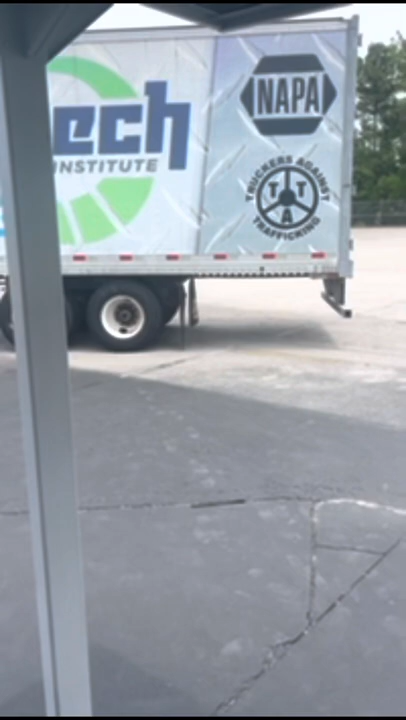 ech
INSTITUTE
NAPA
TRUCKERS AGAINST
T T
A
TRAFFICKING